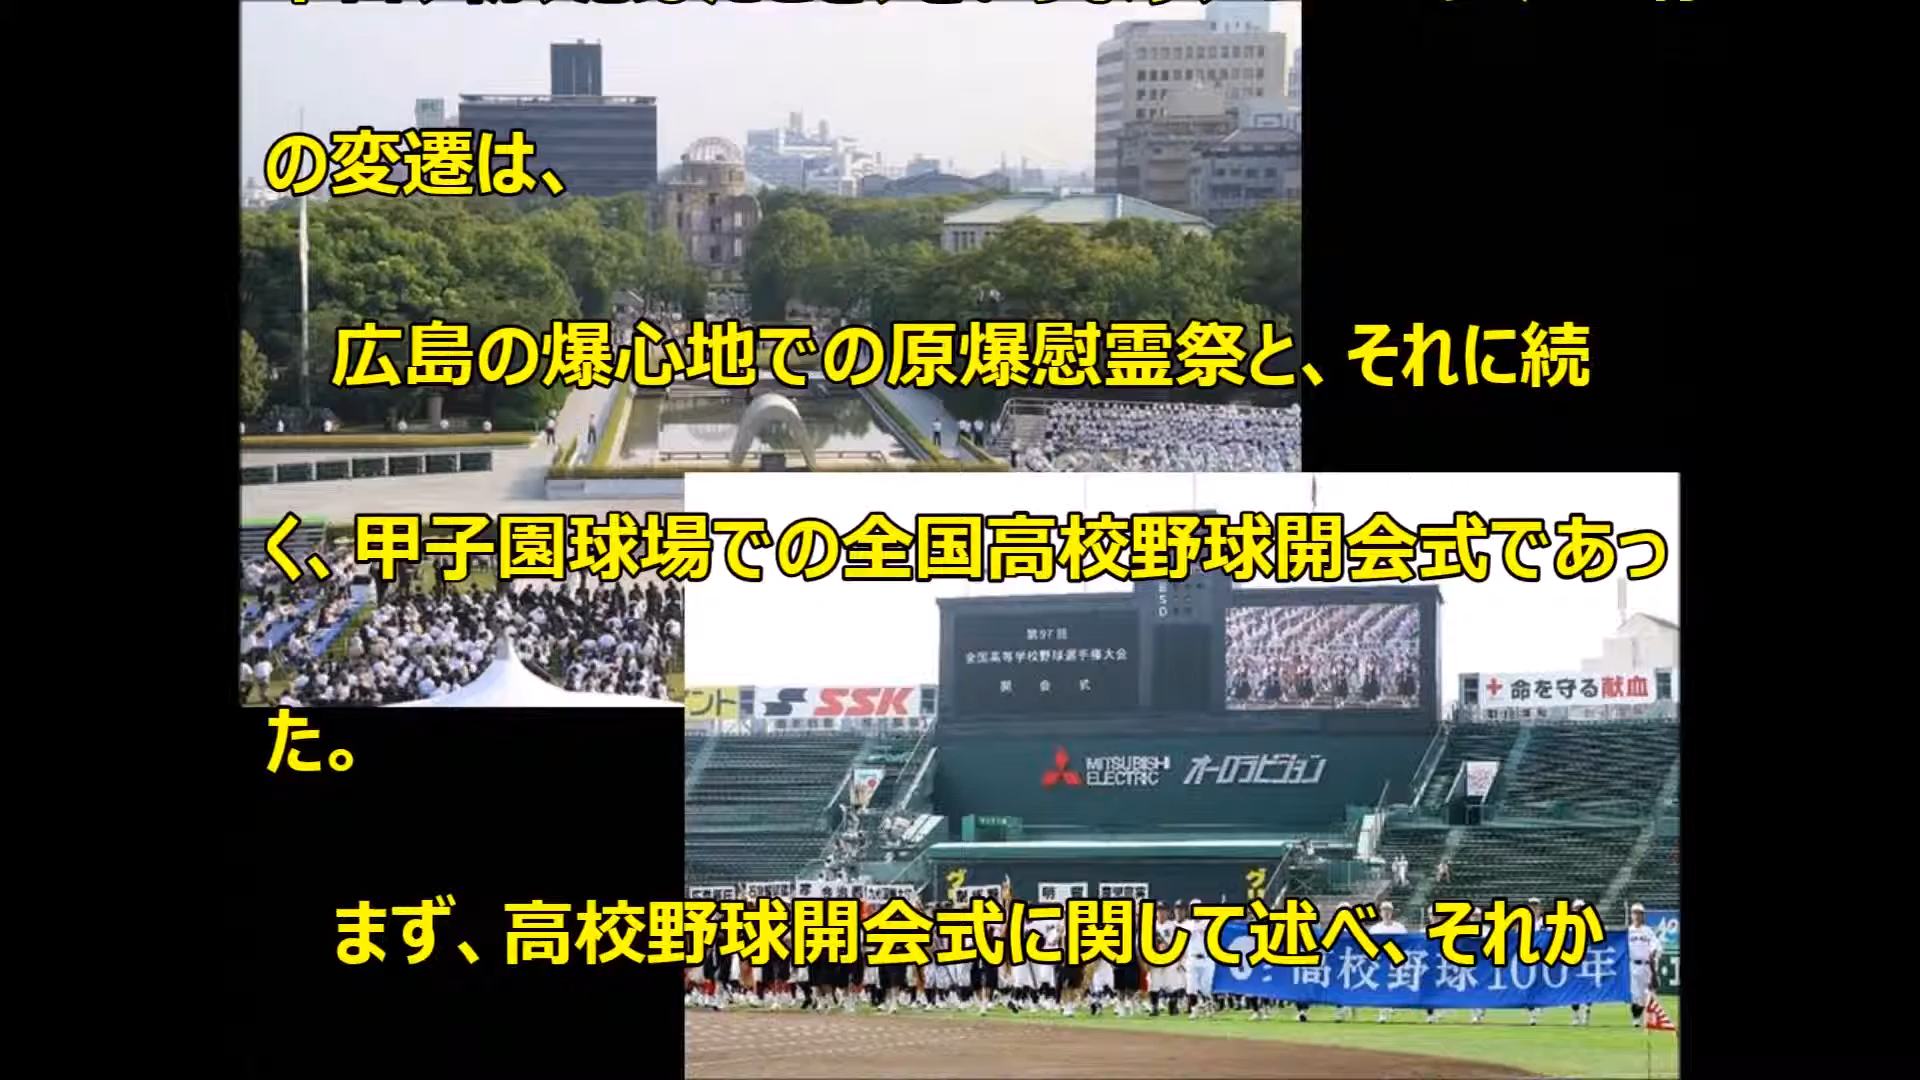 の変遷は、
広島の爆心地での原爆慰霊祭と、それに続
く、甲子園球場での全国高校野球開会式であっ
た。
まず、高校野球開会式に関して述べ、それか
第97回
全国高等学校野球選手権大会
開 会 式
BSO
ント
SSK
命を守る献血
MITSUBISHI
ELECTRIC
オーロラビジョン
高校野球100年